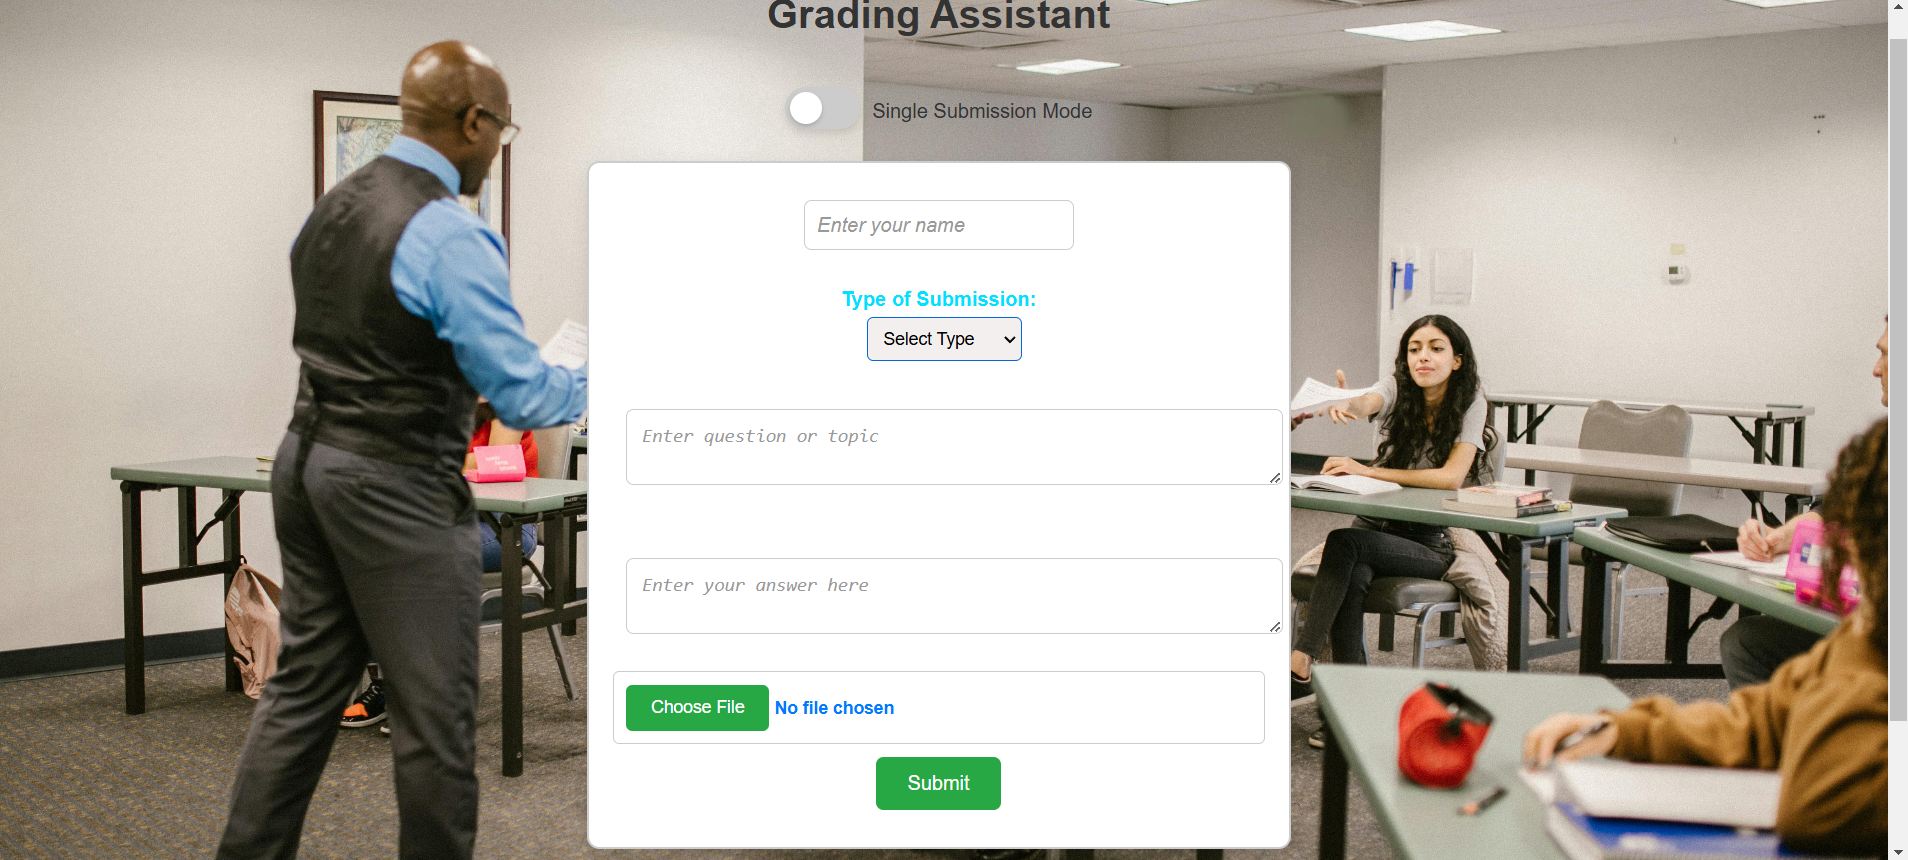 Grading Assistant
Single Submission Mode
Enter your name
Type of Submission:
Select Type
Enter question or topic
Enter your answer here
Choose File No file chosen
Submit